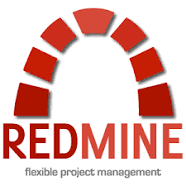 REDMINE
flexible project management